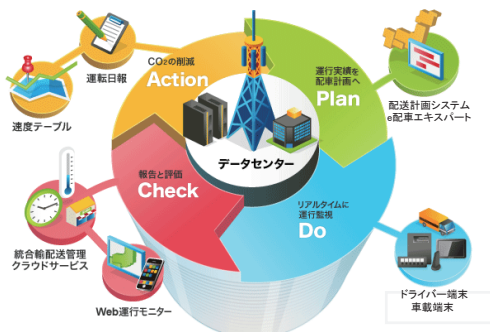 CO₂の削減
Action
運行実績を
配車計画へ
Plan
運転日報
速度テーブル
配送計画システム
e配車エキスパート
データセンター
報告と評価
Check
リアルタイムに
運行監視
Do
統合輸配送管理
クラウドサービス
Web運行モニター
ドライバー端末
車載端末